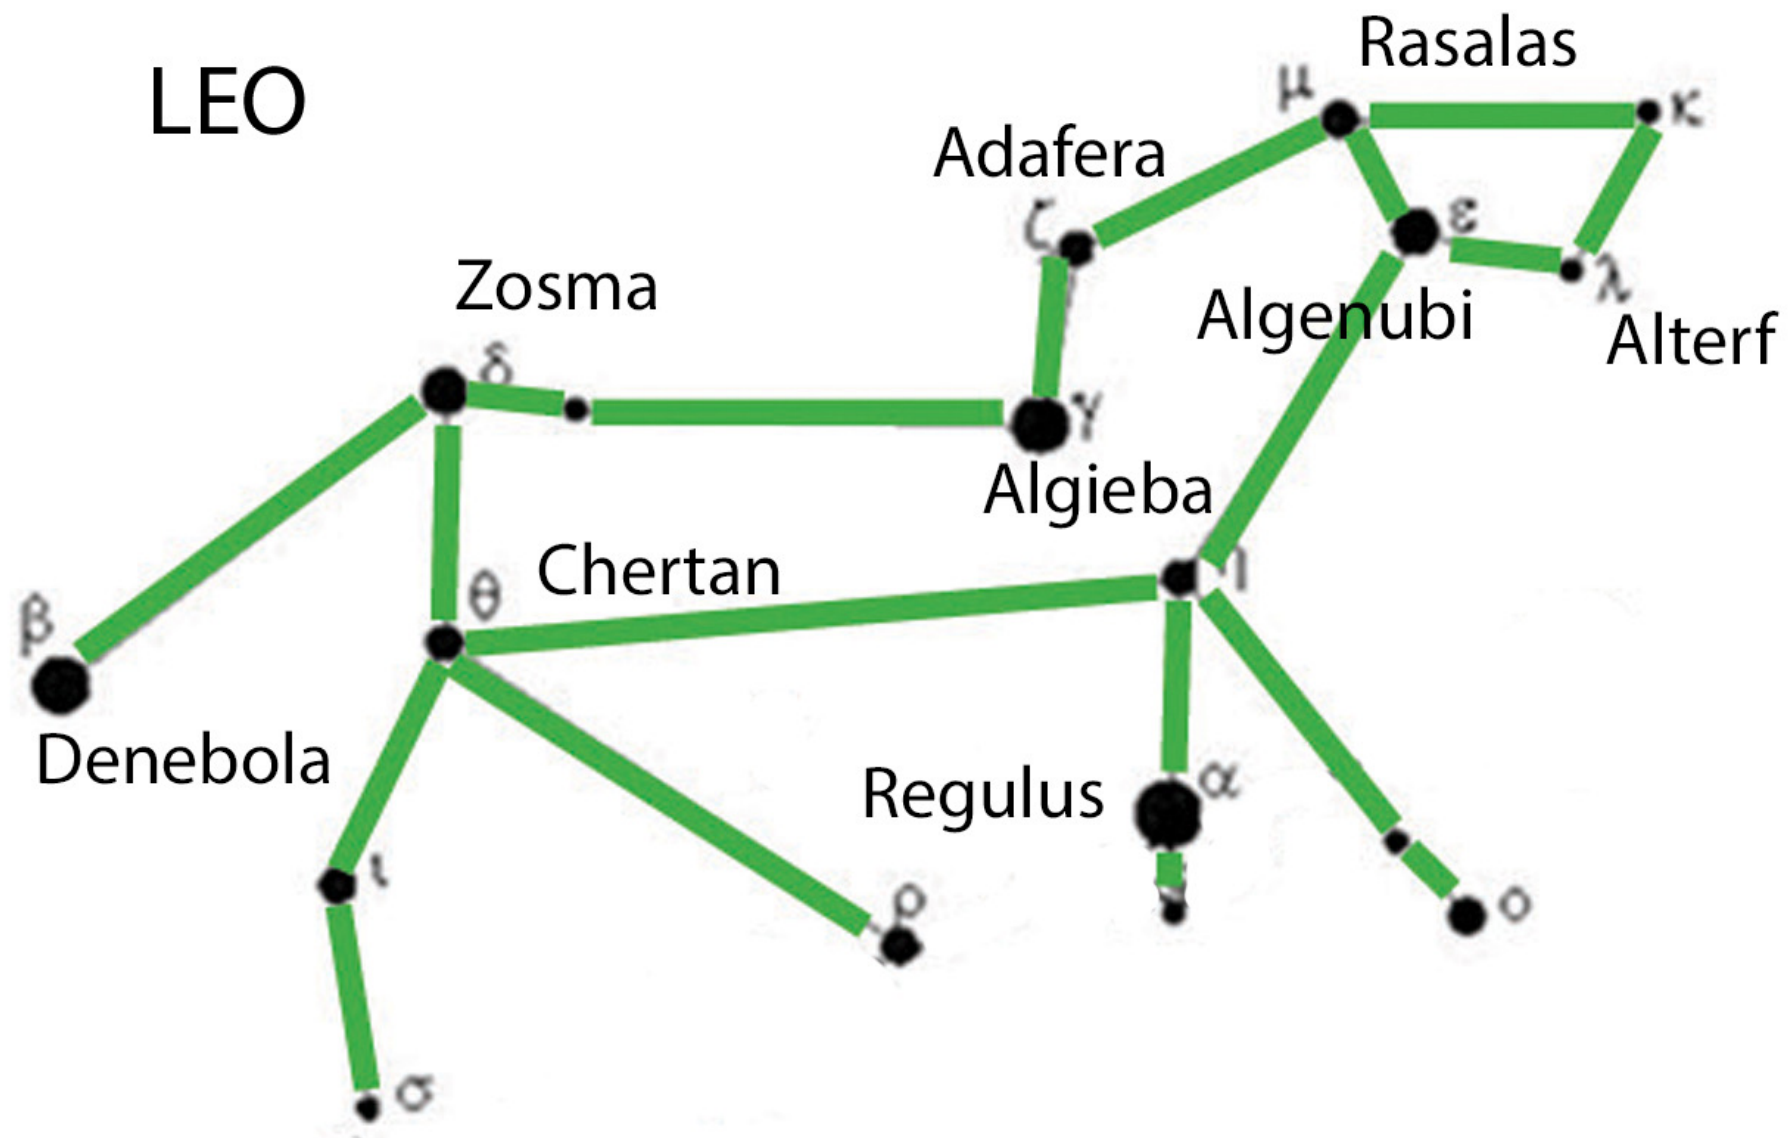 LEO
Rasalas
μ
κ
Adafera
ζ
ε
λ
Zosma
Algenubi
Alterf
δ
γ
Algieba
Chertan
θ
η
β
Denebola
Regulus
α
ι
ρ
ο
σ